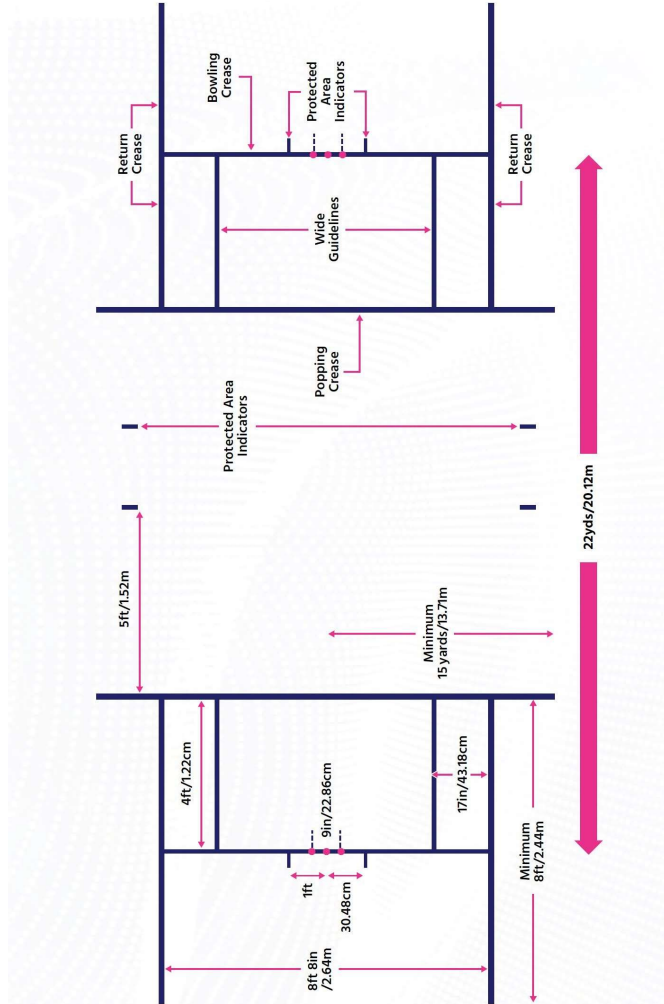 Return
Crease
Bowling
Crease
Protected
Area
Indicators
Return
Crease
Wide
Guidelines
Popping
Crease
Protected Area
Indicators
22yds/20.12m
5ft/1.52m
Minimum
15 yards/13.71m
4ft/1.22cm
9in/22.86cm
17in/43.18cm
1ft
30.48cm
Minimum
8ft/2.44m
8ft 8in
/2.64m